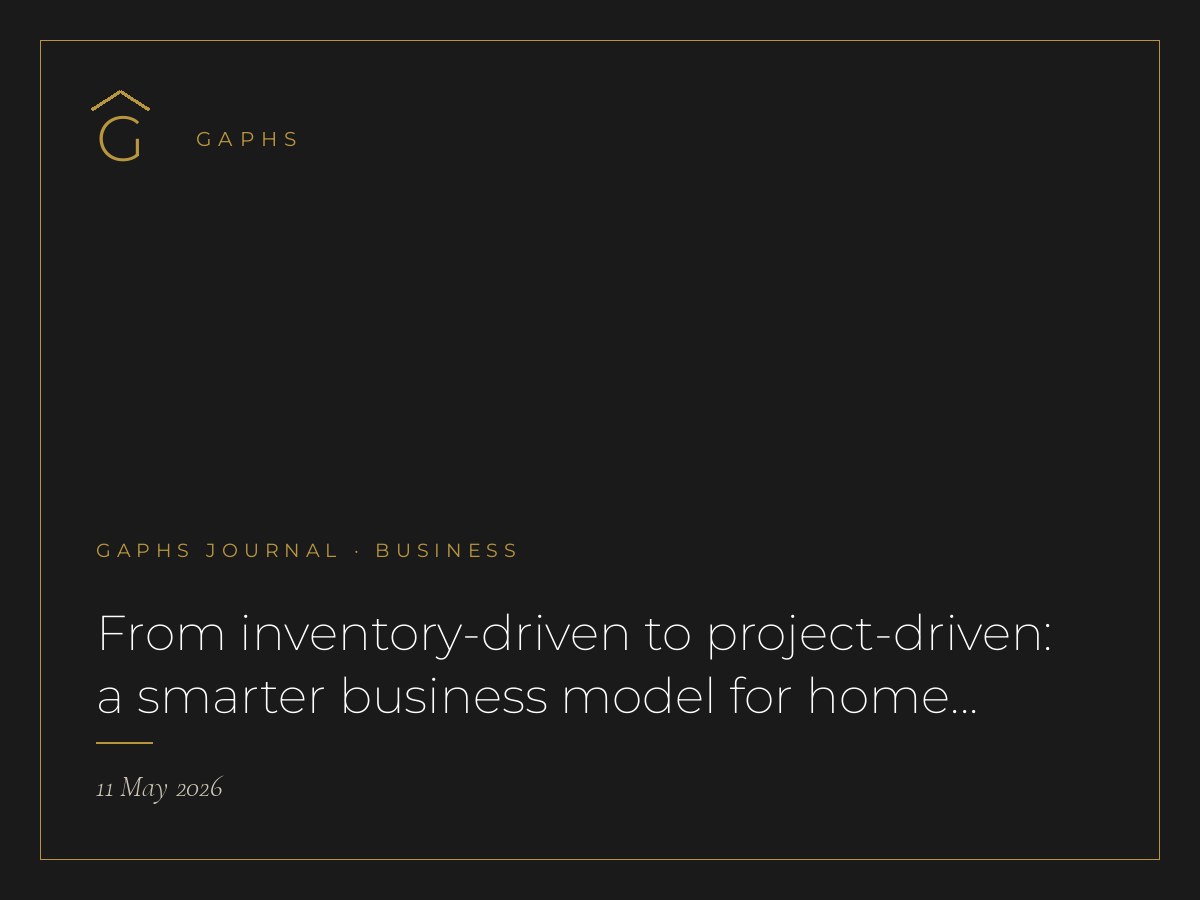 G
GAPHS
GAPHS JOURNAL · BUSINESS
From inventory-driven to project-driven:
a smarter business model for home...
11 May 2026